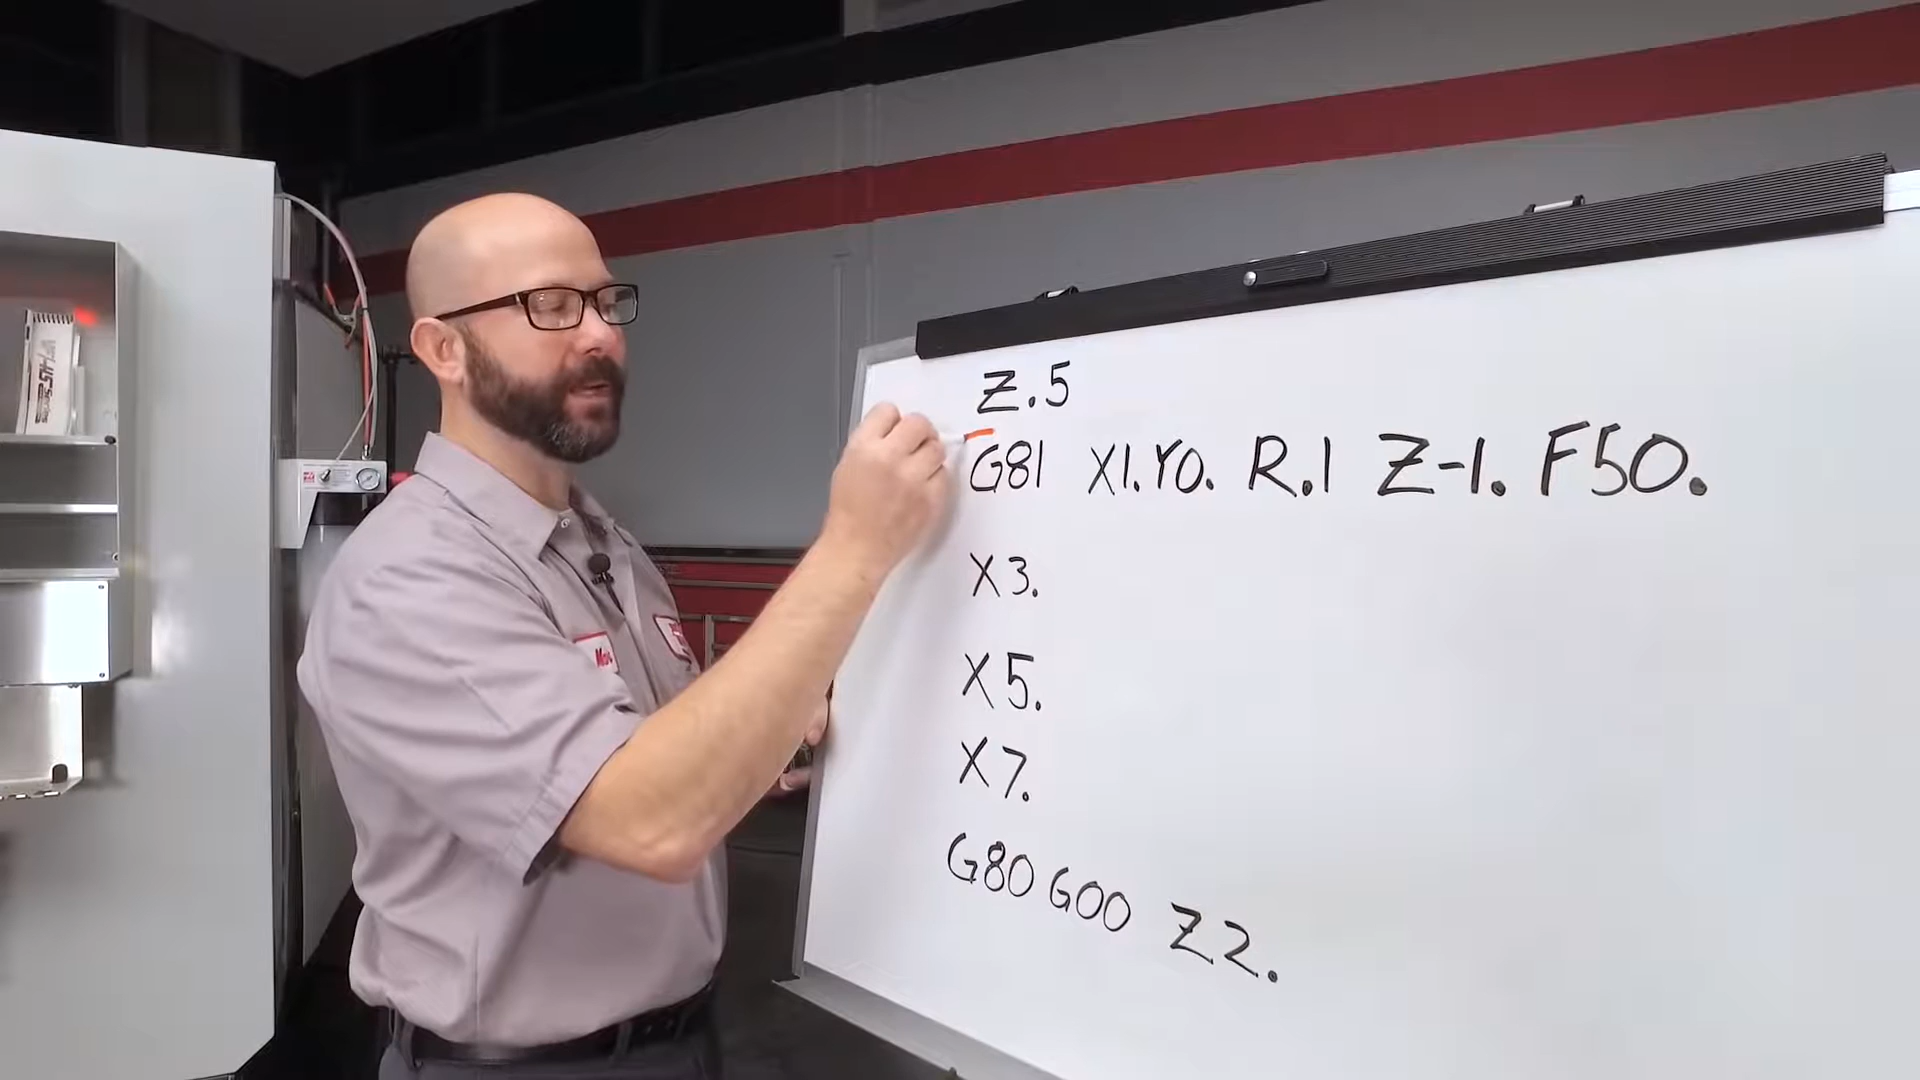 Z.5
G81 X1. Y0. R.1 Z-1. F50.
X3.
X5.
X7.
G80 G00 Z2.